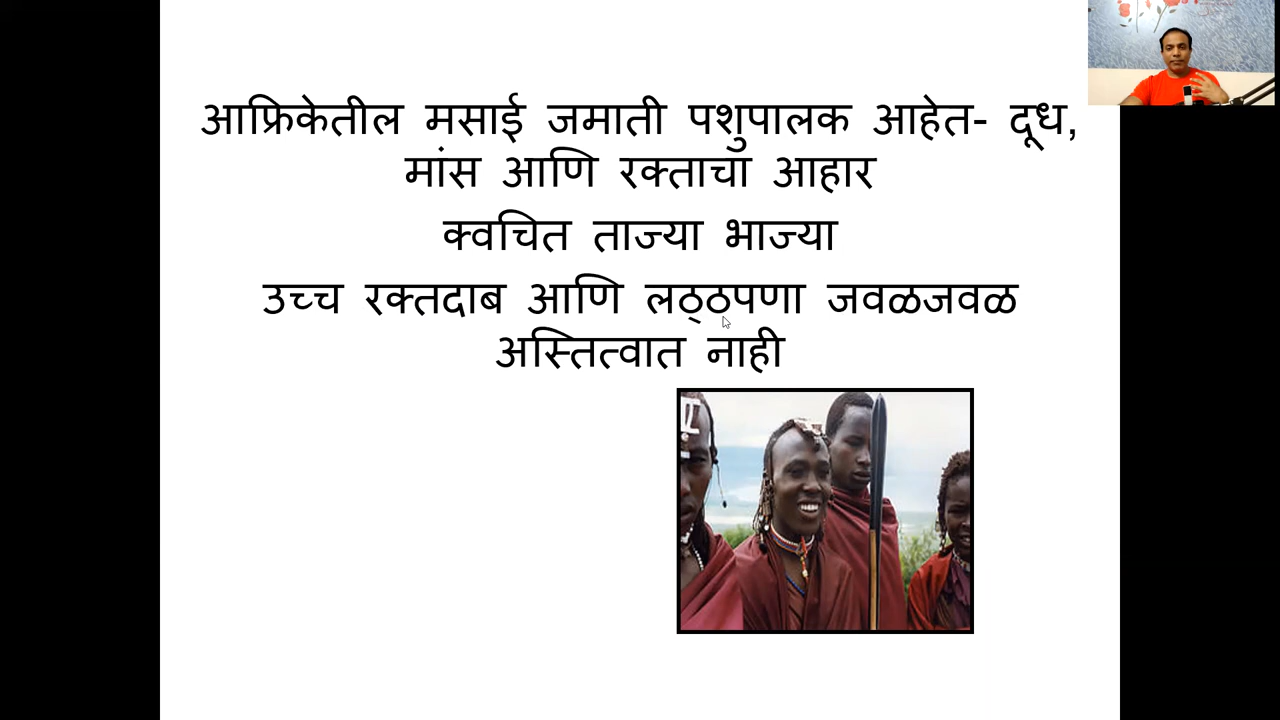 आफ्रिकेतील मसाई जमाती पशुपालक आहेत- दूध,
मांस आणि रक्ताचा आहार
क्वचित ताज्या भाज्या
उच्च रक्तदाब आणि लठ्ठपणा जवळजवळ
अस्तित्वात नाही